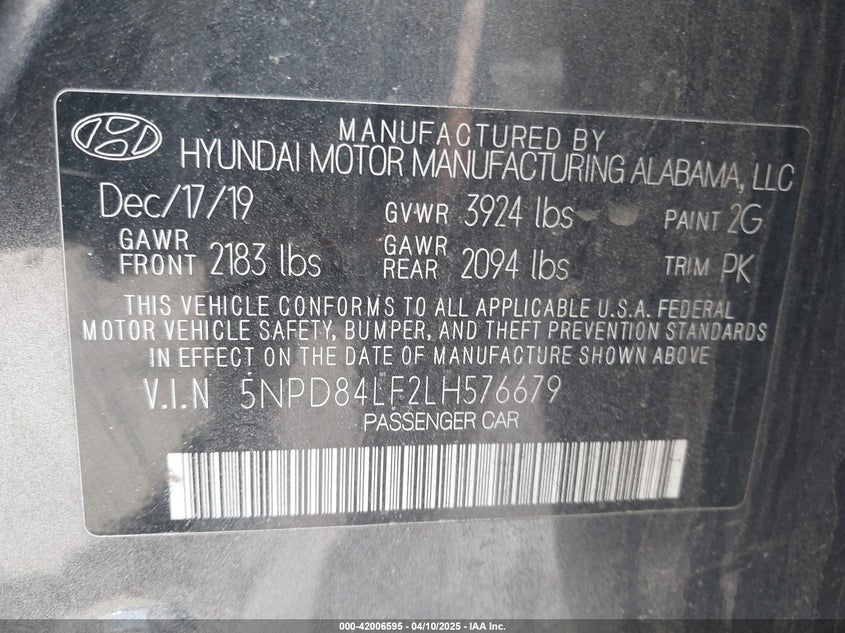 MANUFACTURED BY
HYUNDAI MOTOR MANUFACTURING ALABAMA, LLC
Dec/17/19 GVWR 3924 lbs PAINT 2G
GAWR FRONT 2183 lbs GAWR REAR 2094 lbs TRIM PK
THIS VEHICLE CONFORMS TO ALL APPLICABLE U.S.A. FEDERAL
MOTOR VEHICLE SAFETY, BUMPER, AND THEFT PREVENTION STANDARDS
IN EFFECT ON THE DATE OF MANUFACTURE SHOWN ABOVE
V.I.N 5NPD84LF2LH576679
PASSENGER CAR
000-42006595 - 04/10/2025 - IAA Inc.